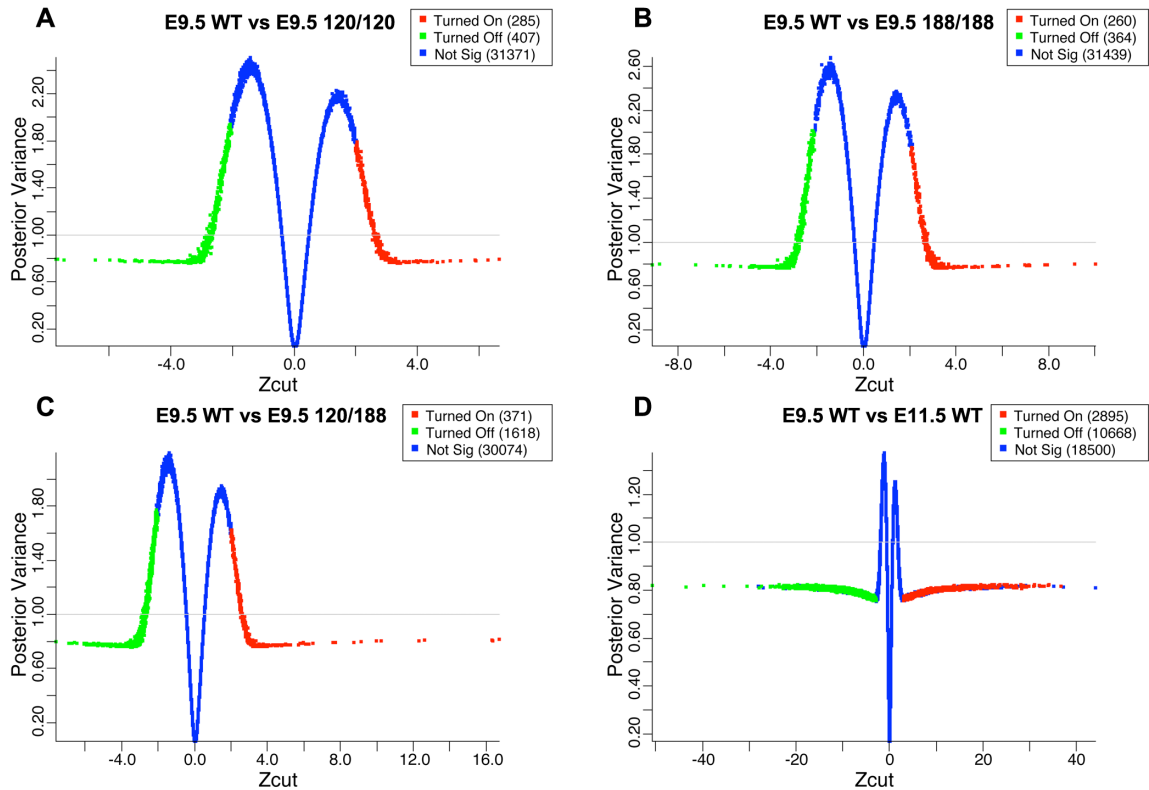 A
E9.5 WT vs E9.5 120/120
Turned On (285)
Turned Off (407)
Not Sig (31371)
Posterior Variance
2.20
1.80
1.40
1.00
0.60
0.20
-4.0 0.0 4.0
Zcut
B
E9.5 WT vs E9.5 188/188
Turned On (260)
Turned Off (364)
Not Sig (31439)
Posterior Variance
2.60
2.20
1.80
1.40
1.00
0.60
0.20
-8.0 -4.0 0.0 4.0 8.0
Zcut
C
E9.5 WT vs E9.5 120/188
Turned On (371)
Turned Off (1618)
Not Sig (30074)
Posterior Variance
1.80
1.40
1.00
0.60
0.20
-4.0 0.0 4.0 8.0 12.0 16.0
Zcut
D
E9.5 WT vs E11.5 WT
Turned On (2895)
Turned Off (10668)
Not Sig (18500)
Posterior Variance
1.20
1.00
0.80
0.60
0.40
0.20
-40 -20 0 20 40
Zcut